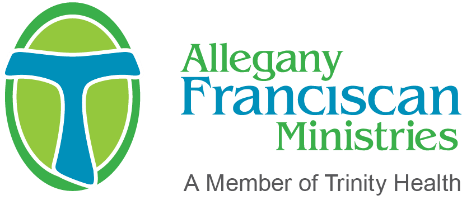 Allegany
Franciscan
Ministries
A Member of Trinity Health